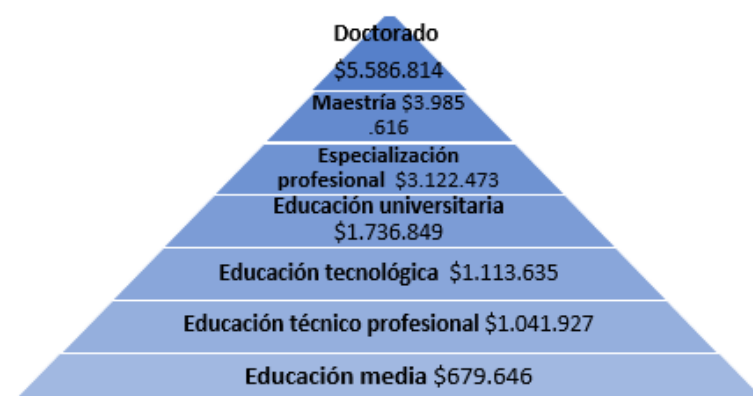 Doctorado
$5.586.814
Maestría $3.985
.616
Especialización
profesional $3.122.473
Educación universitaria
$1.736.849
Educación tecnológica $1.113.635
Educación técnico profesional $1.041.927
Educación media $679.646